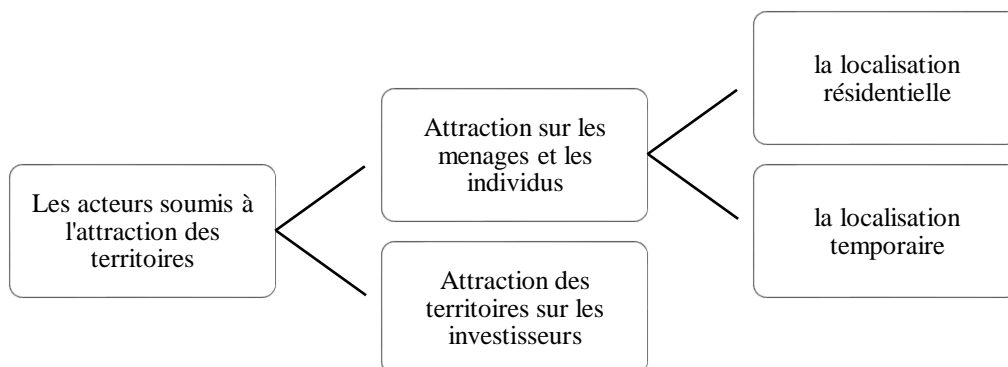 Les acteurs soumis à
l'attraction des
territoires
Attraction sur les
menages et les
individus
la localisation
résidentielle
la localisation
temporaire
Attraction des
territoires sur les
investisseurs